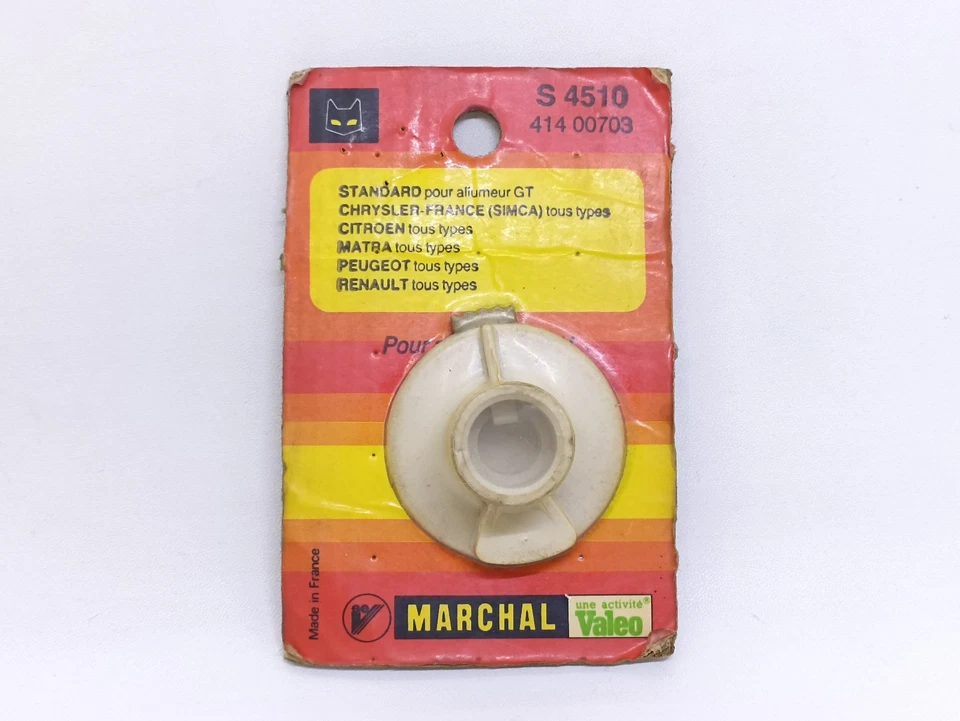 S 4510
414 00703
STANDARD pour allumeur GT
CHRYSLER-FRANCE (SIMCA) tous types
CITROEN tous types
MATRA tous types
PEUGEOT tous types
RENAULT tous types
Pour
Made in France
MARCHAL
une activité®
Valeo